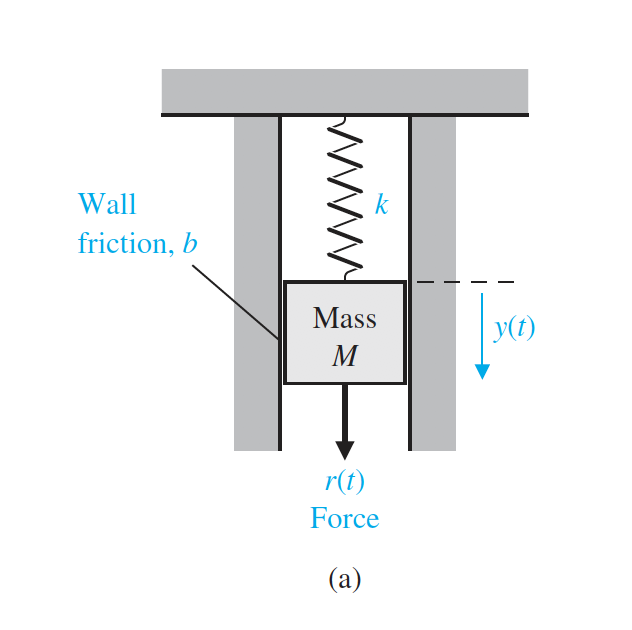 Wall
friction, b
k
Mass
M
y(t)
r(t)
Force
(a)